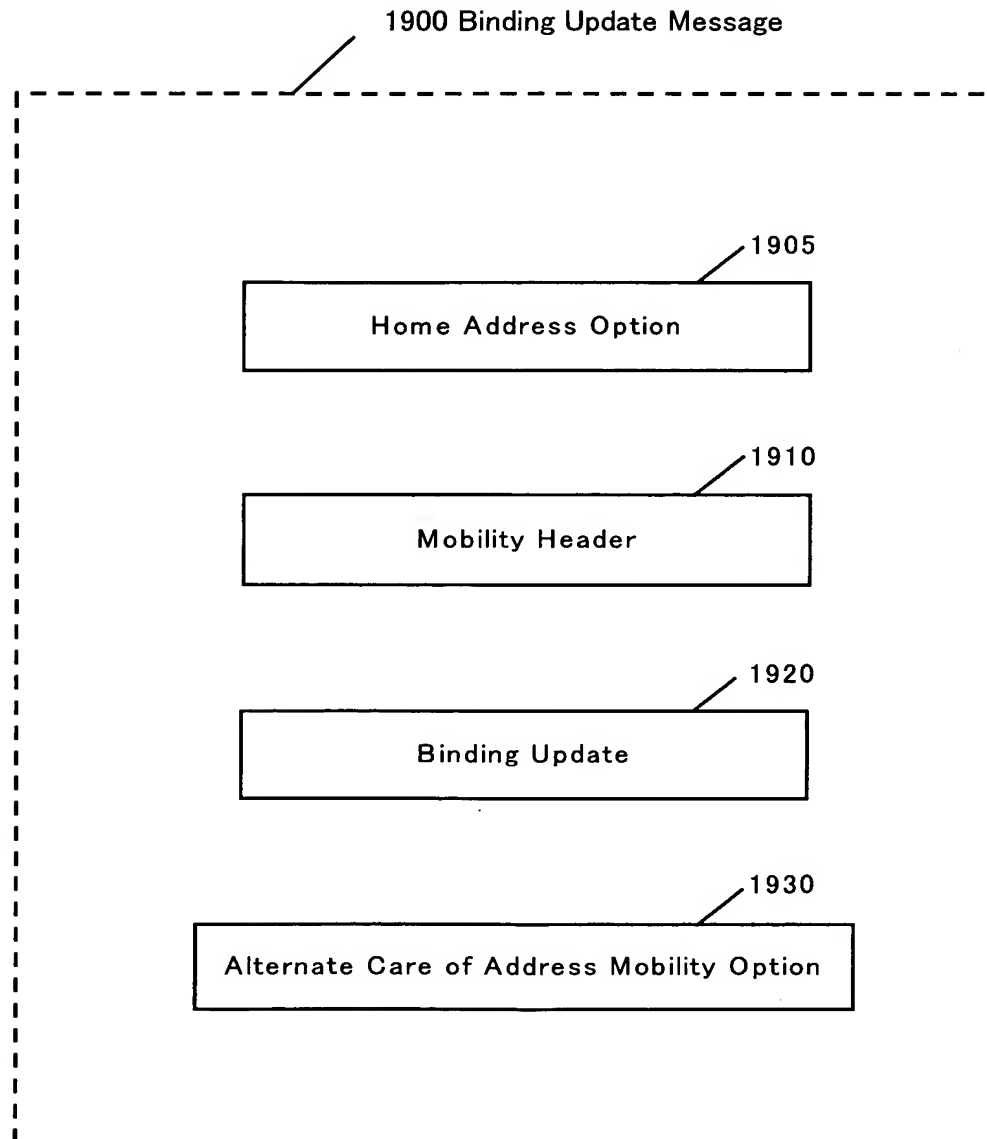 1900 Binding Update Message
1905
Home Address Option
1910
Mobility Header
1920
Binding Update
1930
Alternate Care of Address Mobility Option